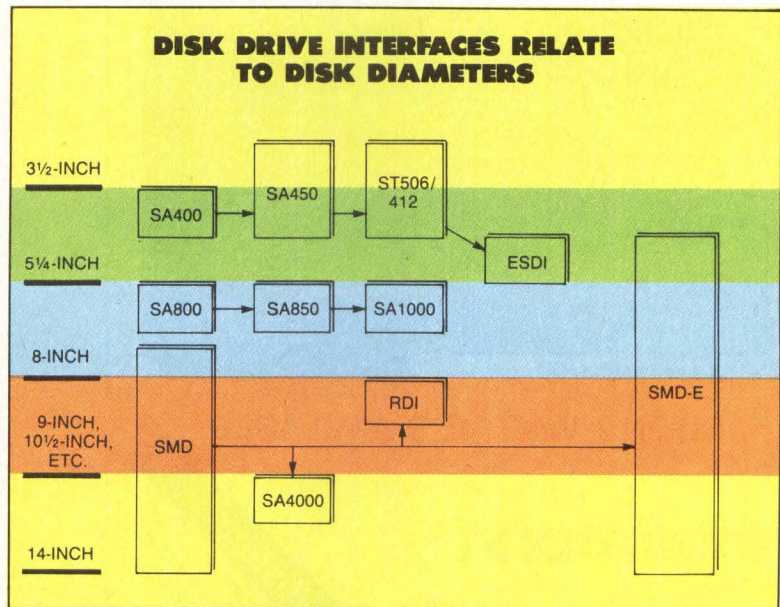 DISK DRIVE INTERFACES RELATE
TO DISK DIAMETERS
3½-INCH
SA400
SA450
ST506/
412
5¼-INCH
ESDI
SA800
SA850
SA1000
8-INCH
RDI
SMD-E
9-INCH,
10½-INCH,
ETC.
SMD
SA4000
14-INCH